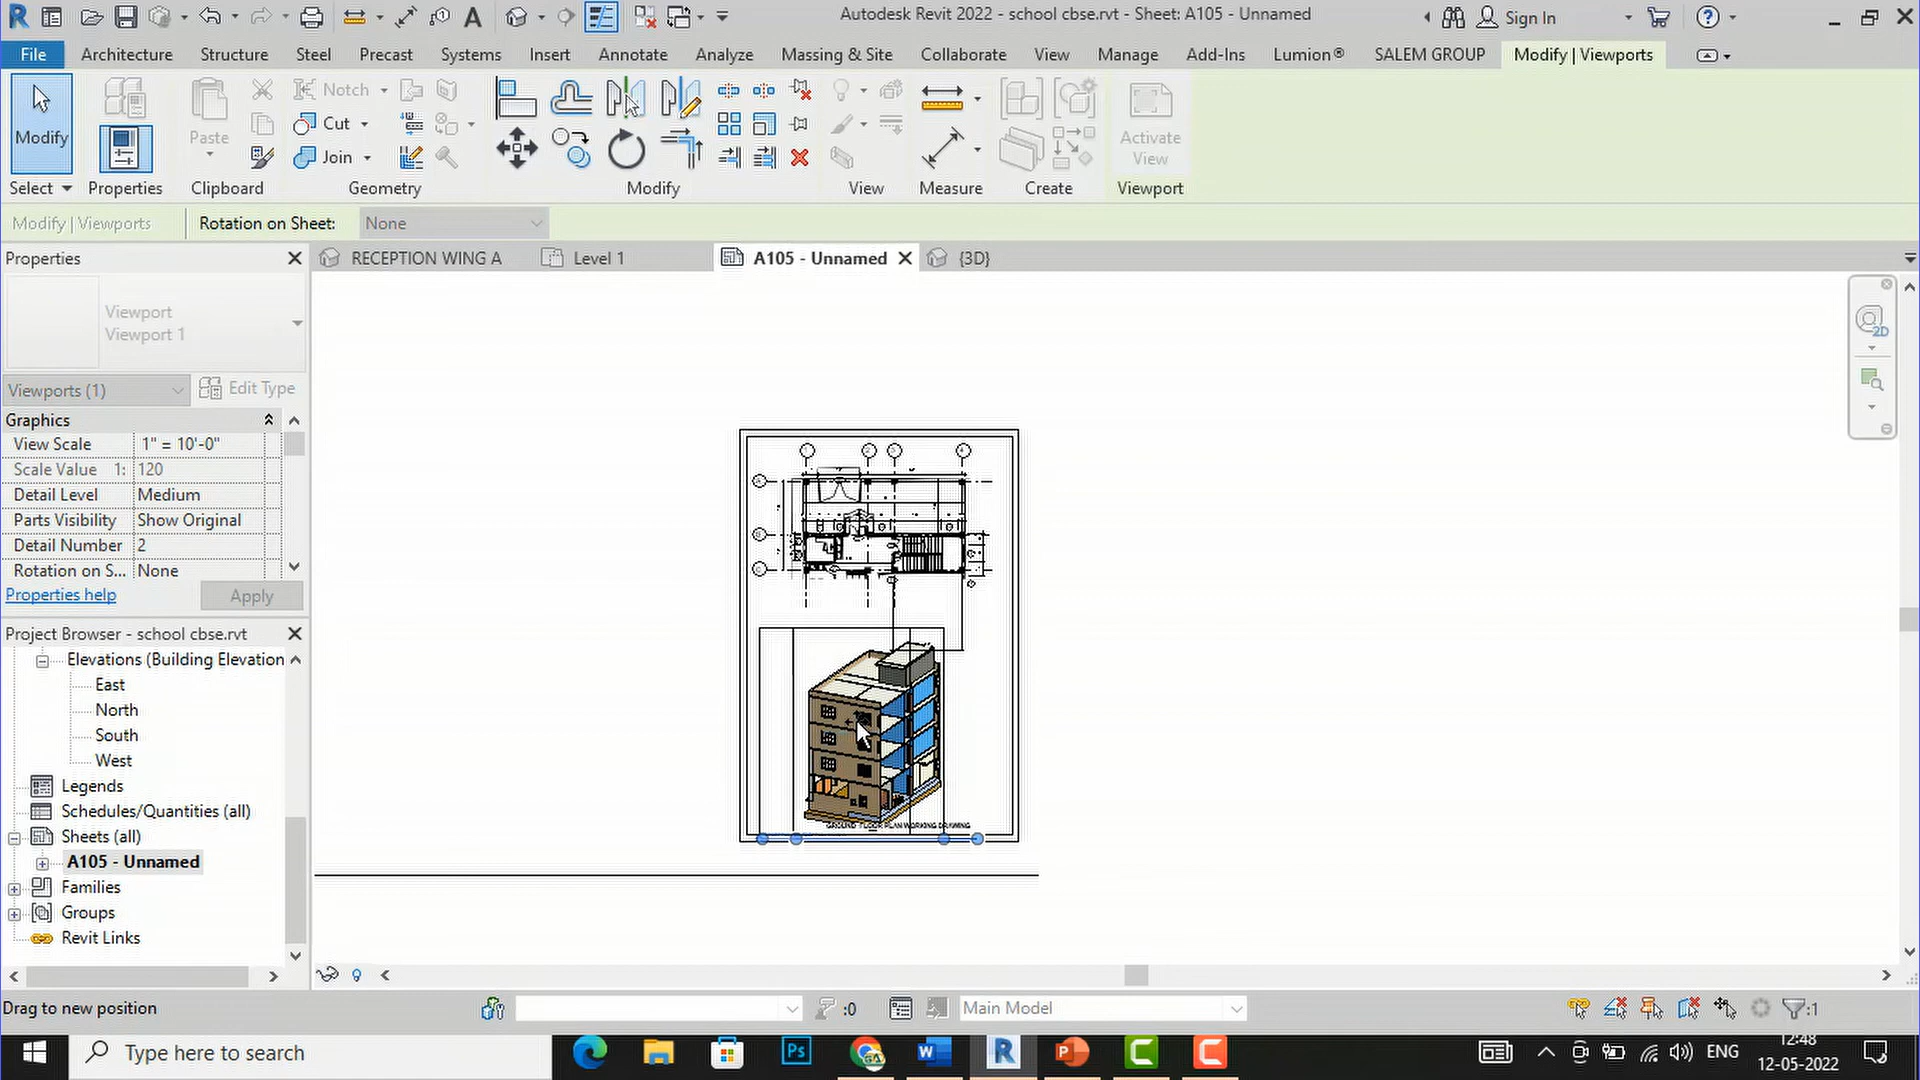 Autodesk Revit 2022 - school cbse.rvt - Sheet: A105 - Unnamed
Sign In
File Architecture Structure Steel Precast Systems Insert Annotate Analyze Massing & Site Collaborate View Manage Add-Ins Lumion® SALEM GROUP Modify | Viewports
Modify
Paste
Notch
Cut
Join
Activate
View
Select Properties Clipboard Geometry Modify View Measure Create Viewport
Modify | Viewports Rotation on Sheet: None
Properties
RECEPTION WING A Level 1 A105 - Unnamed {3D}
Viewport
Viewport 1
Viewports (1) Edit Type
Graphics
View Scale 1" = 10'-0"
Scale Value 1: 120
Detail Level Medium
Parts Visibility Show Original
Detail Number 2
Rotation on S... None
Properties help Apply
Project Browser - school cbse.rvt
Elevations (Building Elevation
East
North
South
West
Legends
Schedules/Quantities (all)
Sheets (all)
A105 - Unnamed
Families
Groups
Revit Links
GROUND FLOOR PLAN WORKING DRAWING
2D
Drag to new position
:0
Main Model
:1
Type here to search
Ps
ENG
12:48
12-05-2022